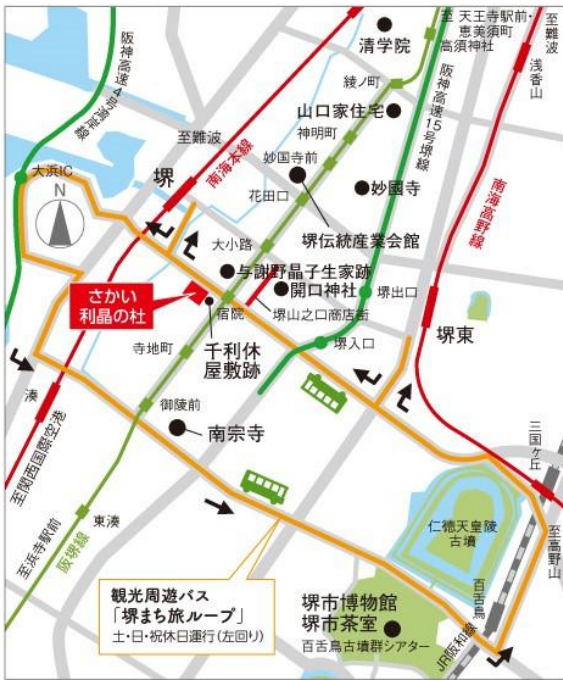 至 天王寺駅前・
恵美須町
高須神社
至難波
浅香山
清学院
綾ノ町
阪神高速15号堺線
阪神高速4号湾岸線
山口家住宅
神明町
至難波
南海本線
妙国寺前
大浜IC
N
堺
妙國寺
花田口
南海高野線
堺伝統産業会館
大小路
与謝野晶子生家跡
開口神社
堺出口
さかい
利晶の杜
宿院
堺山之口商店街
堺東
千利休
屋敷跡
堺入口
寺地町
湊
御陵前
南宗寺
三国ヶ丘
至関西国際空港
東湊
仁徳天皇陵
古墳
至高野山
至浜寺駅前
阪堺線
百舌鳥
観光周遊バス
「堺まち旅ループ」
土・日・祝休日運行(左回り)
堺市博物館
堺市茶室
百舌鳥古墳群シアター
JR阪和線